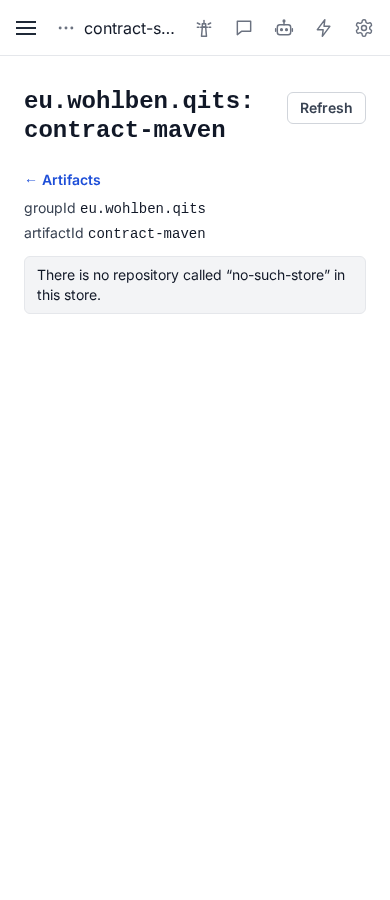 contract-s...
eu.wohlben.qits:
contract-maven
Refresh
← Artifacts
groupId eu.wohlben.qits
artifactId contract-maven
There is no repository called “no-such-store” in
this store.